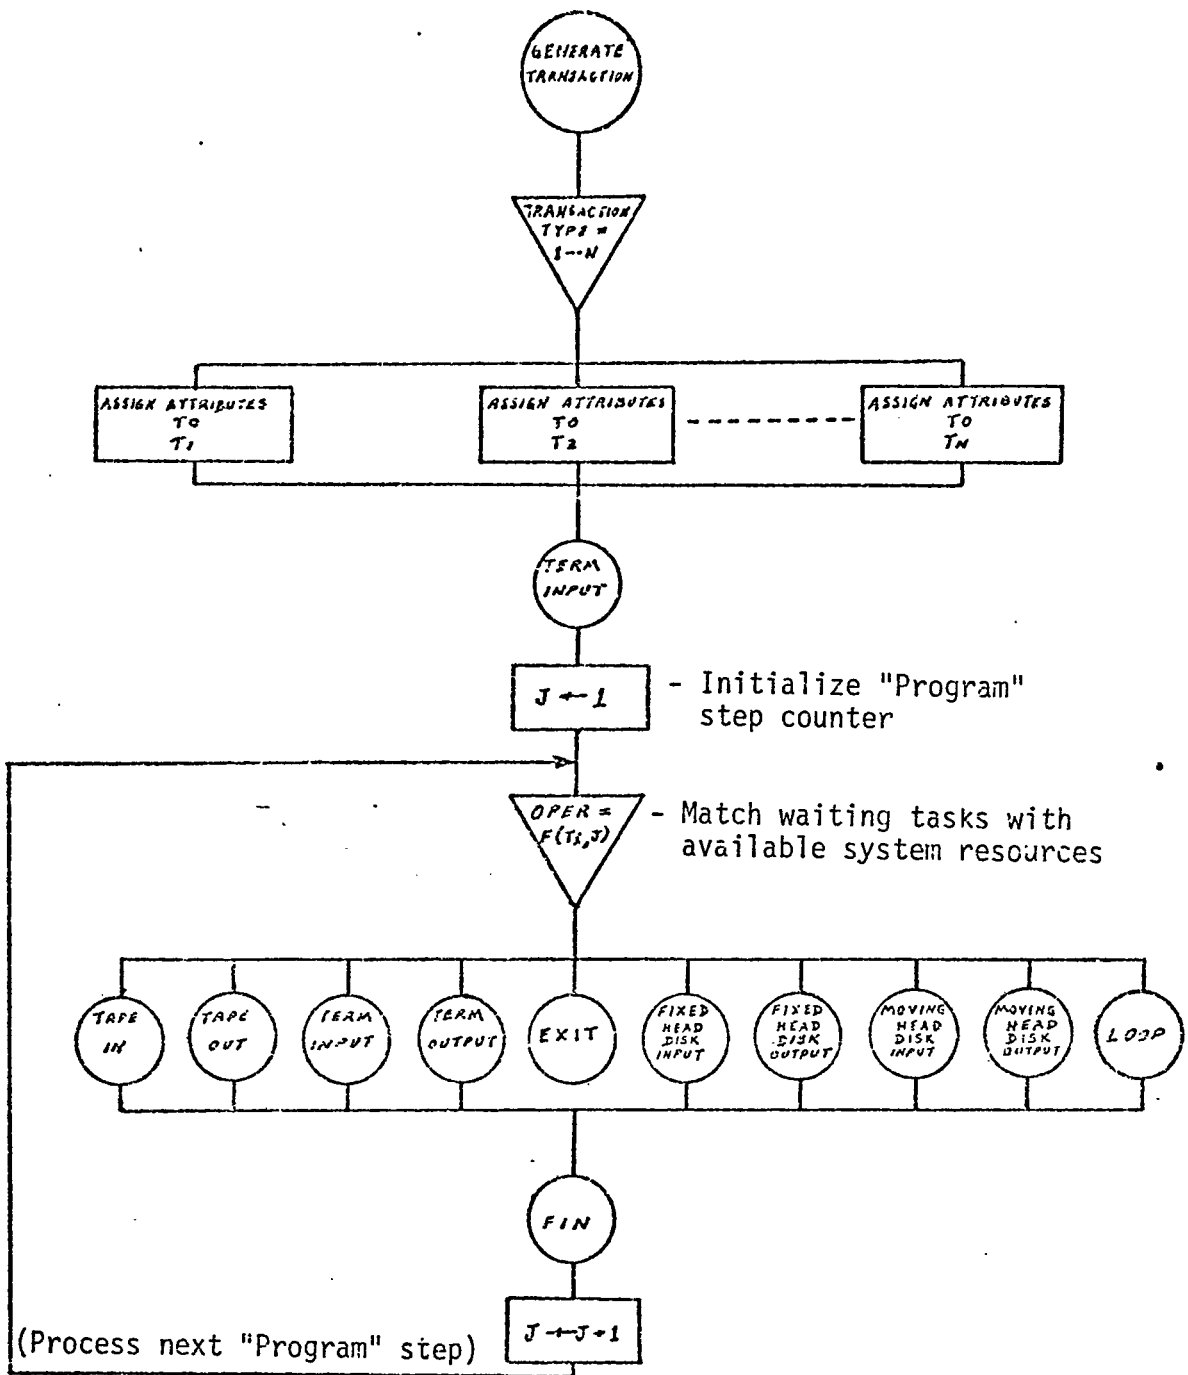 GENERATE
TRANSACTION
TRANSACTION
TYPE =
1---N
ASSIGN ATTRIBUTES
TO
T1
ASSIGN ATTRIBUTES
TO
T2
ASSIGN ATTRIBUTES
TO
TN
TERM
INPUT
J ← 1
- Initialize "Program"
step counter
OPER =
F(Ti,J)
- Match waiting tasks with
available system resources
TAPE
IN
TAPE
OUT
TERM
INPUT
TERM
OUTPUT
EXIT
FIXED
HEAD
DISK
INPUT
FIXED
HEAD
DISK
OUTPUT
MOVING
HEAD
DISK
INPUT
MOVING
HEAD
DISK
OUTPUT
LOOP
FIN
J ← J + 1
(Process next "Program" step)